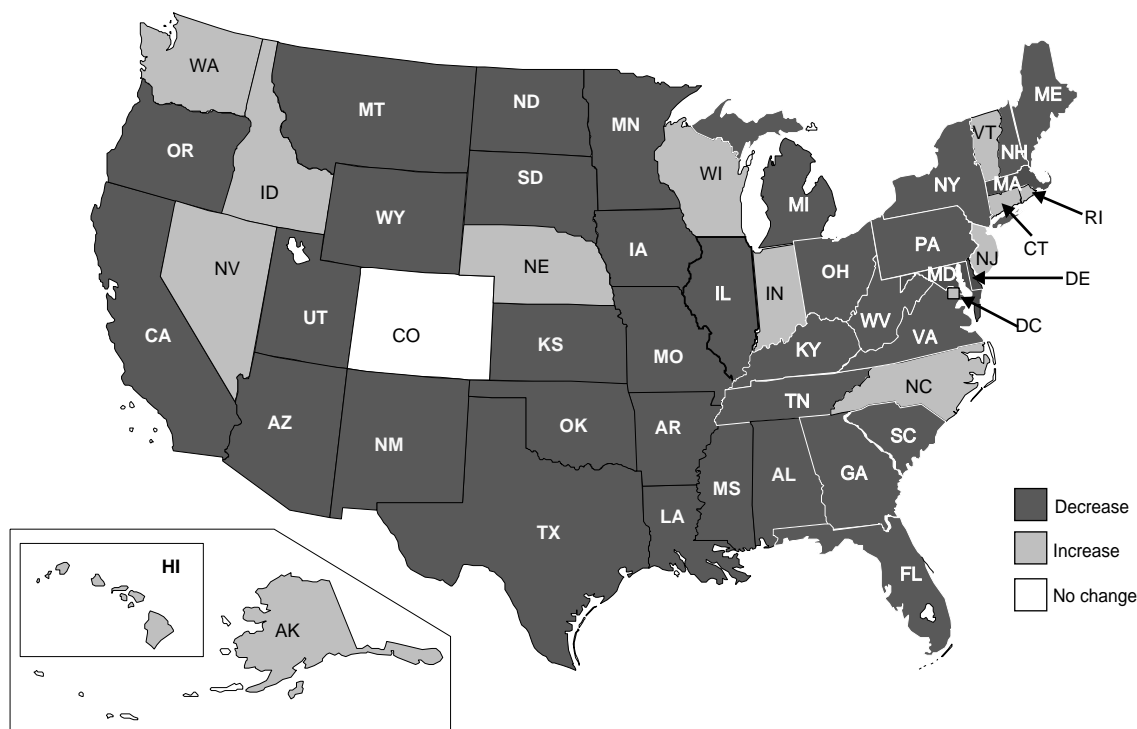 WA
MT
ND
MN
ME
OR
ID
SD
WI
VT
NH
WY
MI
NY
MA
RI
CT
IA
NE
PA
NJ
NV
OH
MD
DE
IL
IN
DC
UT
CO
WV
VA
CA
KS
MO
KY
NC
TN
AZ
NM
OK
AR
SC
MS
AL
GA
TX
LA
FL
HI
AK
Decrease
Increase
No change